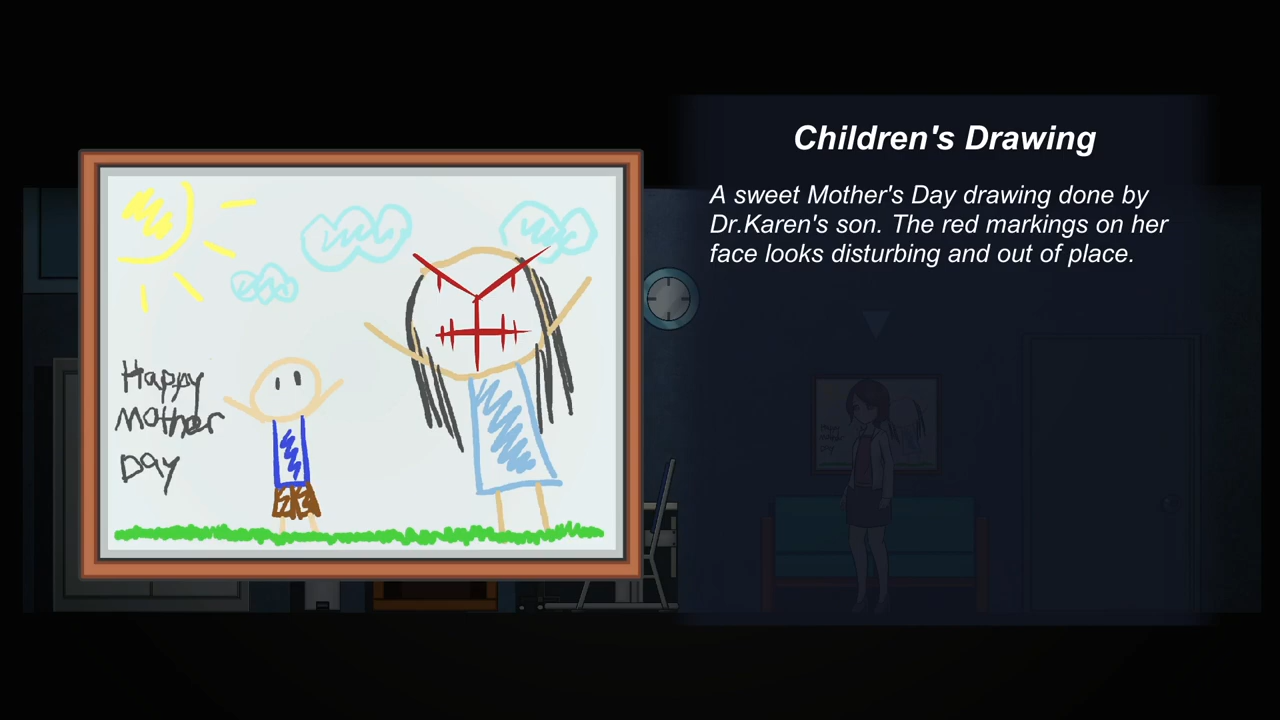 Children's Drawing
A sweet Mother's Day drawing done by
Dr.Karen's son. The red markings on her
face looks disturbing and out of place.
Happy
Mother
Day